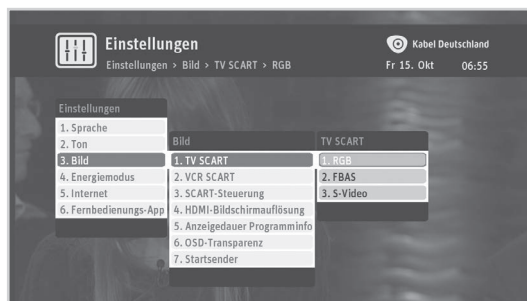 Einstellungen
Einstellungen > Bild > TV SCART > RGB
Kabel Deutschland
Fr 15. Okt 06:55
Einstellungen
1. Sprache
2. Ton
3. Bild
4. Energiemodus
5. Internet
6. Fernbedienungs-App
Bild
1. TV SCART
2. VCR SCART
3. SCART-Steuerung
4. HDMI-Bildschirmauflösung
5. Anzeigedauer Programminfo
6. OSD-Transparenz
7. Startsender
TV SCART
1. RGB
2. FBAS
3. S-Video